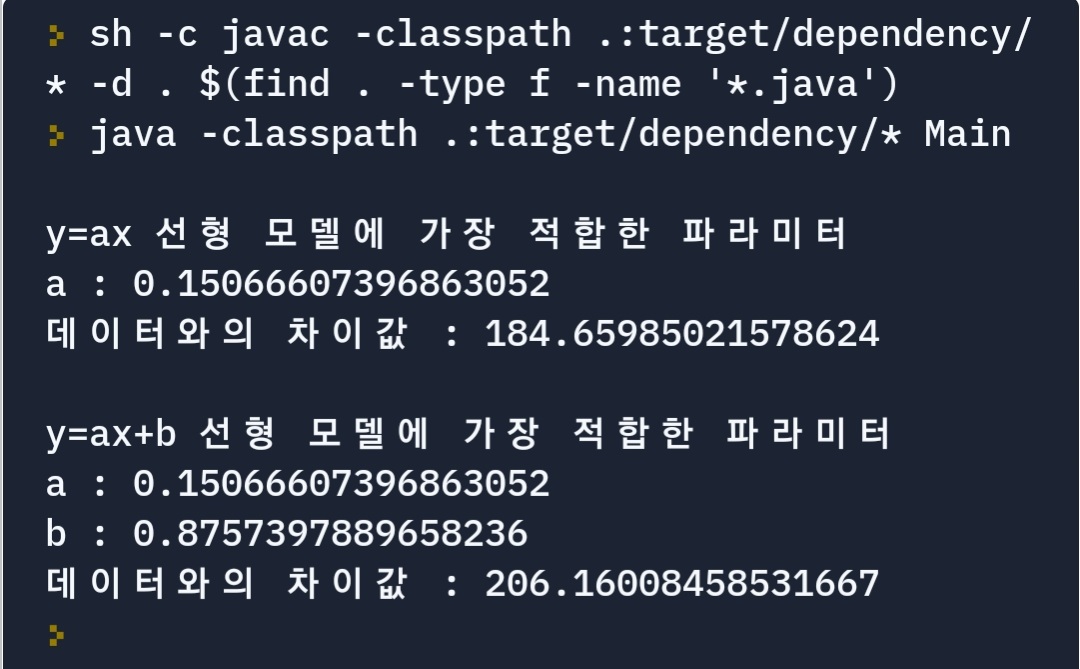 sh -c javac -classpath .:target/dependency/
* -d . $(find . -type f -name '*.java')
java -classpath .:target/dependency/* Main
y=ax 선형 모델에 가장 적합한 파라미터
a : 0.15066607396863052
데이터와의 차이값 : 184.65985021578624
y=ax+b 선형 모델에 가장 적합한 파라미터
a : 0.15066607396863052
b : 0.8757397889658236
데이터와의 차이값 : 206.16008458531667